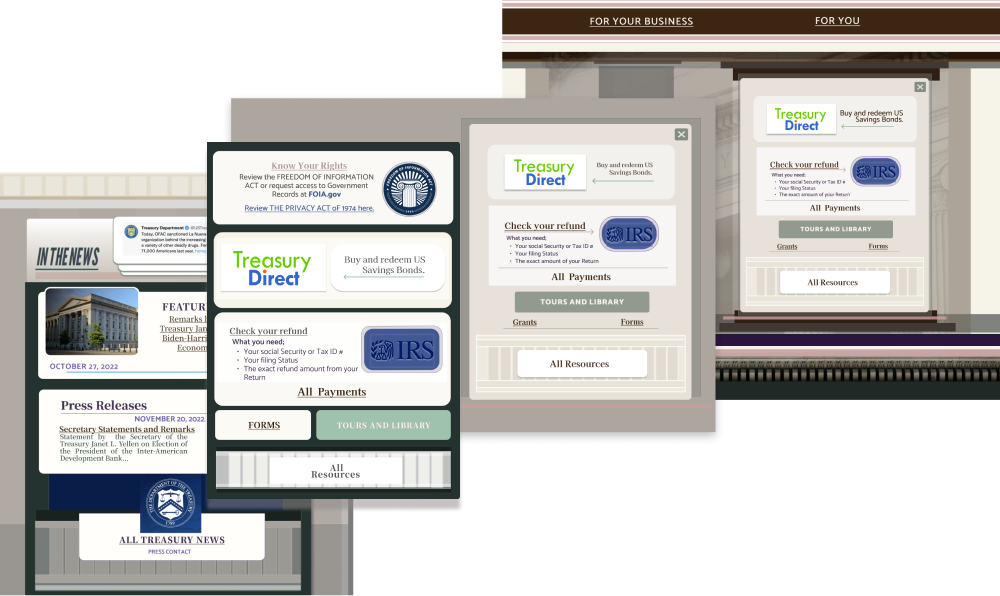 FOR YOUR BUSINESS
FOR YOU
Treasury
Direct
Buy and redeem US
Savings Bonds.
Check your refund
What you need;
Your social Security or Tax ID #
Your filing Status
The exact amount of your Return
IRS
All Payments
TOURS AND LIBRARY
Grants
Forms
All Resources
Treasury
Direct
Buy and redeem US
Savings Bonds.
Check your refund
What you need;
Your social Security or Tax ID #
Your filing Status
The exact amount of your Return
IRS
All Payments
TOURS AND LIBRARY
Grants
Forms
All Resources
Know Your Rights
Review the FREEDOM OF INFORMATION
ACT or request access to Government
Records at FOIA.gov
Review THE PRIVACY ACT oF 1974 here.
Treasury
Direct
Buy and redeem US
Savings Bonds.
Check your refund
What you need;
Your social Security or Tax ID #
Your filing Status
The exact refund amount from your
Return
IRS
All Payments
FORMS
TOURS AND LIBRARY
All
Resources
IN THE NEWS
Treasury Department
Today, OFAC sanctioned La Nueva
organization behind the increasing
a variety of other deadly drugs.
71,000 Americans last year.
FEATUR
Remarks
Treasury Jan
Biden-Harri
Econom
OCTOBER 27, 2022
Press Releases
NOVEMBER 20, 2022
Secretary Statements and Remarks
Statement by the Secretary of the
Treasury Janet L. Yellen on Election of
the President of the Inter-American
Development Bank...
THE DEPARTMENT OF THE TREASURY
1789
ALL TREASURY NEWS
PRESS CONTACT